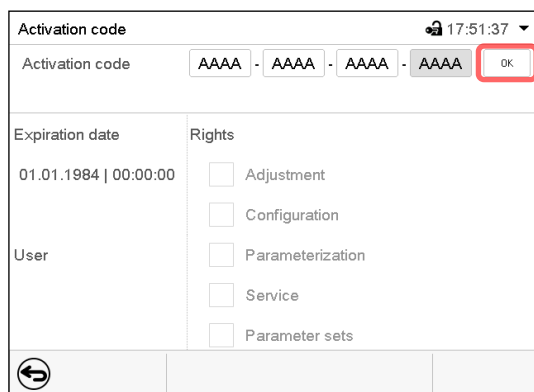 Activation code 17:51:37
Activation code AAAA - AAAA - AAAA - AAAA OK
Expiration date Rights
01.01.1984 | 00:00:00 Adjustment
Configuration
User Parameterization
Service
Parameter sets